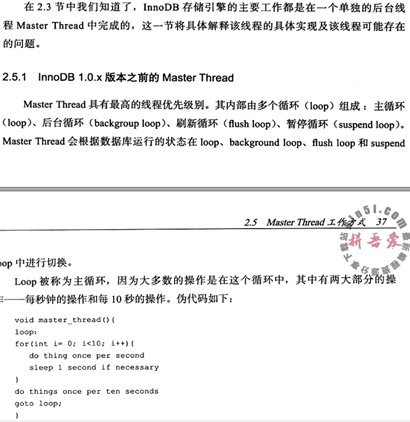 在 2.3 节中我们知道了，InnoDB 存储引擎的主要工作都是在一个单独的后台线
程 Master Thread 中完成的，这一节将具体解释该线程的具体实现及该线程可能存在
的问题。
2.5.1 InnoDB 1.0.x 版本之前的 Master Thread
Master Thread 具有最高的线程优先级别。其内部由多个循环（loop）组成：主循环
（loop）、后台循环（backgroup loop）、刷新循环（flush loop）、暂停循环（suspend loop）。
Master Thread 会根据数据库运行的状态在 loop、background loop、flush loop 和 suspend
2.5 Master Thread 工作方式 37
loop 中进行切换。
Loop 被称为主循环，因为大多数的操作是在这个循环中，其中有两大部分的操
作——每秒钟的操作和每 10 秒的操作。伪代码如下：
void master_thread(){
loop:
for(int i= 0; i<10; i++){
do thing once per second
sleep 1 second if necessary
}
do things once per ten seconds
goto loop;
}
拼吾爱